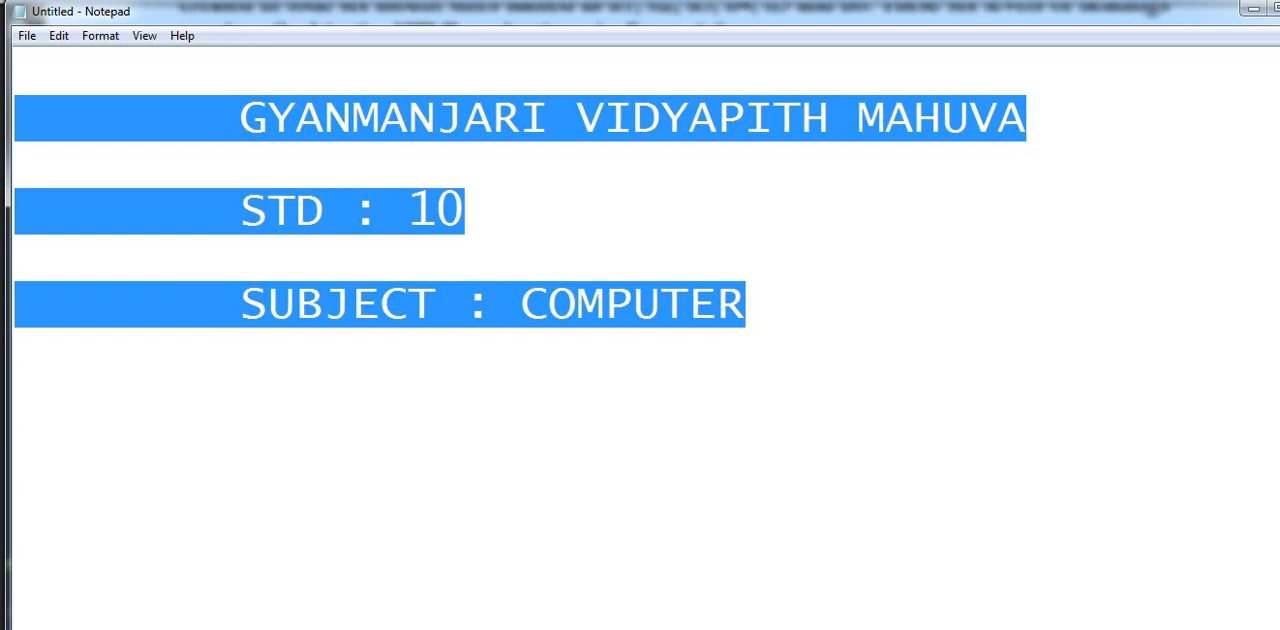 Untitled - Notepad
File Edit Format View Help
GYANMANJARI VIDYAPITH MAHUVA
STD : 10
SUBJECT : COMPUTER